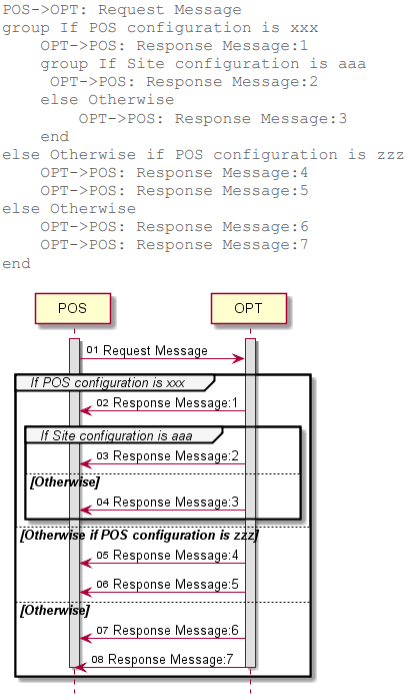 POS->OPT: Request Message
group If POS configuration is xxx
OPT->POS: Response Message:1
group If Site configuration is aaa
OPT->POS: Response Message:2
else Otherwise
OPT->POS: Response Message:3
end
else Otherwise if POS configuration is zzz
OPT->POS: Response Message:4
OPT->POS: Response Message:5
else Otherwise
OPT->POS: Response Message:6
OPT->POS: Response Message:7
end
POS OPT
01 Request Message
If POS configuration is xxx
02 Response Message:1
If Site configuration is aaa
03 Response Message:2
[Otherwise]
04 Response Message:3
[Otherwise if POS configuration is zzz]
05 Response Message:4
06 Response Message:5
[Otherwise]
07 Response Message:6
08 Response Message:7